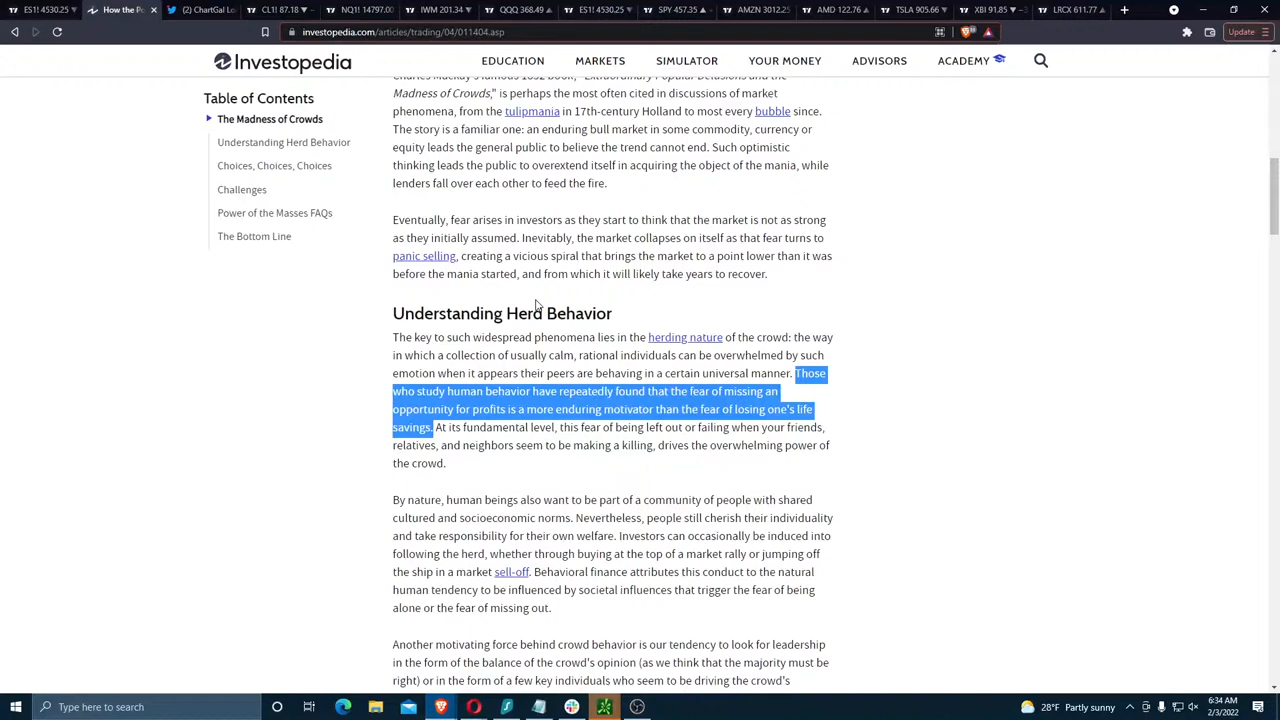 ES1! 4530.25
How the Po
ChartGal Lo
CL1! 87.18
NQ1! 14797.00
IWM 201.34
QQQ 368.49
ES1! 4530.25
SPY 457.35
AMZN 3012.25
AMD 122.76
TSLA 905.66
XBI 91.85
LRCX 611.77
investopedia.com/articles/trading/04/011404.asp
Update
Investopedia
EDUCATION
MARKETS
SIMULATOR
YOUR MONEY
ADVISORS
ACADEMY
Table of Contents
The Madness of Crowds
Understanding Herd Behavior
Choices, Choices, Choices
Challenges
Power of the Masses FAQs
The Bottom Line
Charles Mackay's famous 1852 book, "Extraordinary Popular Delusions and the
Madness of Crowds," is perhaps the most often cited in discussions of market
phenomena, from the tulipmania in 17th-century Holland to most every bubble since.
The story is a familiar one: an enduring bull market in some commodity, currency or
equity leads the general public to believe the trend cannot end. Such optimistic
thinking leads the public to overextend itself in acquiring the object of the mania, while
lenders fall over each other to feed the fire.
Eventually, fear arises in investors as they start to think that the market is not as strong
as they initially assumed. Inevitably, the market collapses on itself as that fear turns to
panic selling, creating a vicious spiral that brings the market to a point lower than it was
before the mania started, and from which it will likely take years to recover.
Understanding Herd Behavior
The key to such widespread phenomena lies in the herding nature of the crowd: the way
in which a collection of usually calm, rational individuals can be overwhelmed by such
emotion when it appears their peers are behaving in a certain universal manner. Those
who study human behavior have repeatedly found that the fear of missing an
opportunity for profits is a more enduring motivator than the fear of losing one's life
savings. At its fundamental level, this fear of being left out or failing when your friends,
relatives, and neighbors seem to be making a killing, drives the overwhelming power of
the crowd.
By nature, human beings also want to be part of a community of people with shared
cultured and socioeconomic norms. Nevertheless, people still cherish their individuality
and take responsibility for their own welfare. Investors can occasionally be induced into
following the herd, whether through buying at the top of a market rally or jumping off
the ship in a market sell-off. Behavioral finance attributes this conduct to the natural
human tendency to be influenced by societal influences that trigger the fear of being
alone or the fear of missing out.
Another motivating force behind crowd behavior is our tendency to look for leadership
in the form of the balance of the crowd's opinion (as we think that the majority must be
right) or in the form of a few key individuals who seem to be driving the crowd's
Type here to search
28°F Partly sunny
6:34 AM
2/3/2022